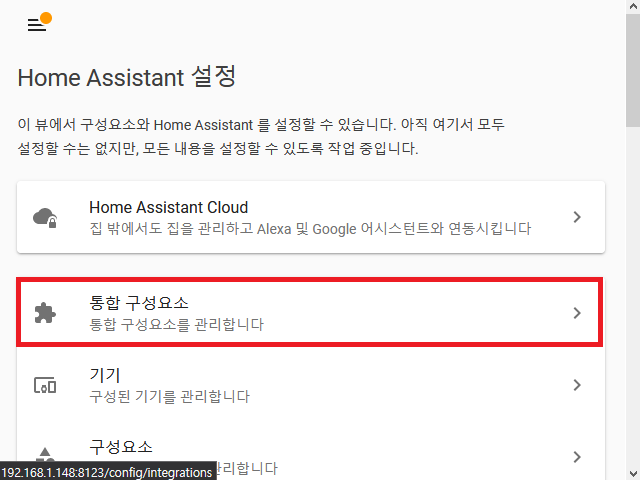 Home Assistant 설정
이 뷰에서 구성요소와 Home Assistant 를 설정할 수 있습니다. 아직 여기서 모두
설정할 수는 없지만, 모든 내용을 설정할 수 있도록 작업 중입니다.
Home Assistant Cloud
집 밖에서도 집을 관리하고 Alexa 및 Google 어시스턴트와 연동시킵니다
통합 구성요소
통합 구성요소를 관리합니다
기기
구성된 기기를 관리합니다
구성요소
관리합니다
192.168.1.148:8123/config/integrations